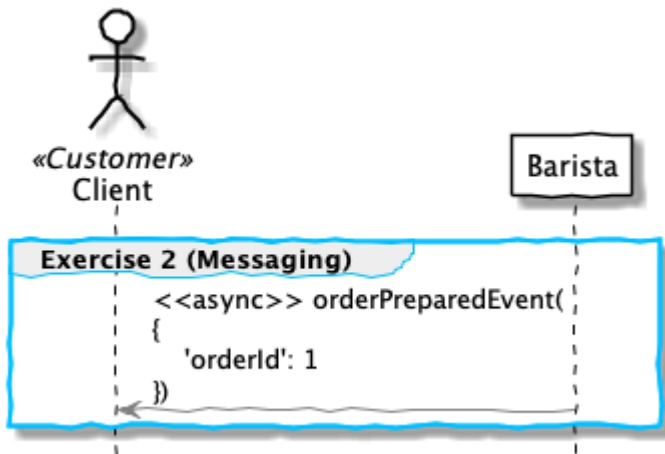 «Customer»
Client
Barista
Exercise 2 (Messaging)
<<async>> orderPreparedEvent(
{
'orderId': 1
})